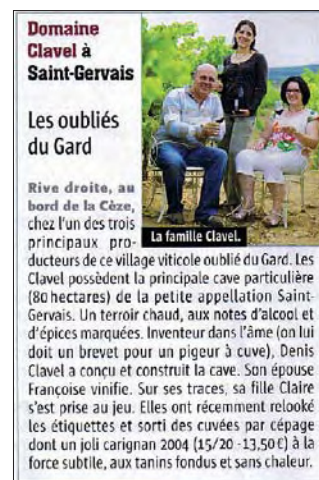 Domaine
Clavel à
Saint-Gervais
Les oubliés
du Gard
Rive droite, au
bord de la Cèze,
chez l'un des trois
principaux pro-
La famille Clavel.
ducteurs de ce village viticole oublié du Gard. Les
Clavel possèdent la principale cave particulière
(80 hectares) de la petite appellation Saint-
Gervais. Un terroir chaud, aux notes d'alcool et
d'épices marquées. Inventeur dans l'âme (on lui
doit un brevet pour un pigeur à cuve), Denis
Clavel a conçu et construit la cave. Son épouse
Françoise vinifie. Sur ses traces, sa fille Claire
s'est prise au jeu. Elles ont récemment relooké
les étiquettes et sorti des cuvées par cépage
dont un joli carignan 2004 (15/20 - 13,50 €) à la
force subtile, aux tanins fondus et sans chaleur.